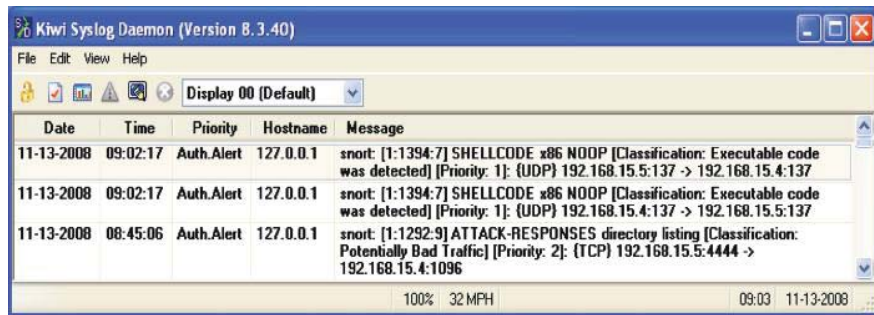 Kiwi Syslog Daemon (Version 8.3.40)
File Edit View Help
Display 00 (Default)
Date Time Priority Hostname Message
11-13-2008 09:02:17 Auth.Alert 127.0.0.1 snort: [1:1394:7] SHELLCODE x86 NOOP [Classification: Executable code
was detected] [Priority: 1]: {UDP} 192.168.15.5:137 -> 192.168.15.4:137
11-13-2008 09:02:17 Auth.Alert 127.0.0.1 snort: [1:1394:7] SHELLCODE x86 NOOP [Classification: Executable code
was detected] [Priority: 1]: {UDP} 192.168.15.4:137 -> 192.168.15.5:137
11-13-2008 08:45:06 Auth.Alert 127.0.0.1 snort: [1:1292:9] ATTACK-RESPONSES directory listing [Classification:
Potentially Bad Traffic] [Priority: 2]: {TCP} 192.168.15.5:4444 ->
192.168.15.4:1096
100% 32 MPH 09:03 11-13-2008